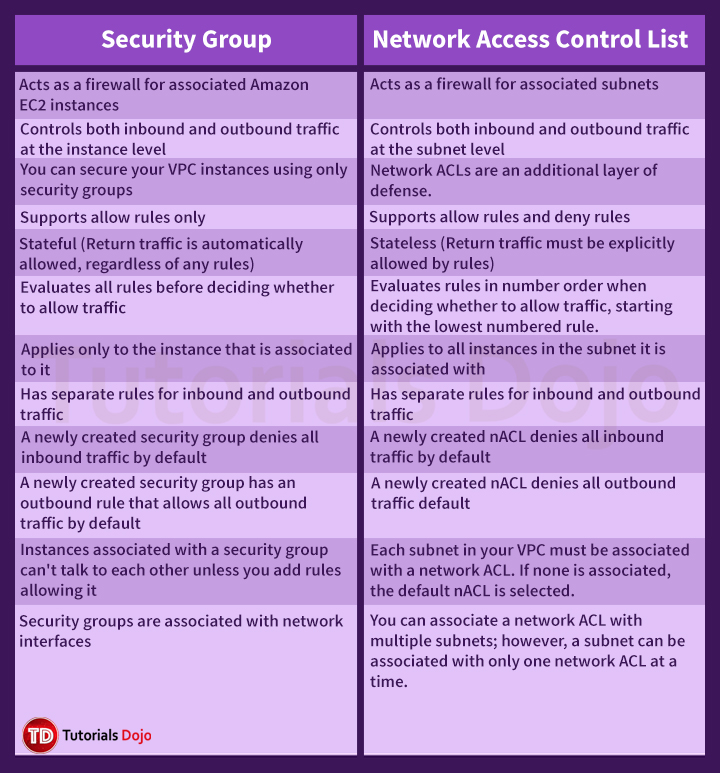 Security Group
Network Access Control List
Acts as a firewall for associated Amazon
EC2 instances
Acts as a firewall for associated subnets
Controls both inbound and outbound traffic
at the instance level
Controls both inbound and outbound traffic
at the subnet level
You can secure your VPC instances using only
security groups
Network ACLs are an additional layer of
defense.
Supports allow rules only
Supports allow rules and deny rules
Stateful (Return traffic is automatically
allowed, regardless of any rules)
Stateless (Return traffic must be explicitly
allowed by rules)
Evaluates all rules before deciding whether
to allow traffic
Evaluates rules in number order when
deciding whether to allow traffic, starting
with the lowest numbered rule.
Applies only to the instance that is associated
to it
Applies to all instances in the subnet it is
associated with
Has separate rules for inbound and outbound
traffic
Has separate rules for inbound and outbound
traffic
A newly created security group denies all
inbound traffic by default
A newly created nACL denies all inbound
traffic by default
A newly created security group has an
outbound rule that allows all outbound
traffic by default
A newly created nACL denies all outbound
traffic default
Instances associated with a security group
can't talk to each other unless you add rules
allowing it
Each subnet in your VPC must be associated
with a network ACL. If none is associated,
the default nACL is selected.
Security groups are associated with network
interfaces
You can associate a network ACL with
multiple subnets; however, a subnet can be
associated with only one network ACL at a
time.
Tutorials Dojo
TD Tutorials Dojo